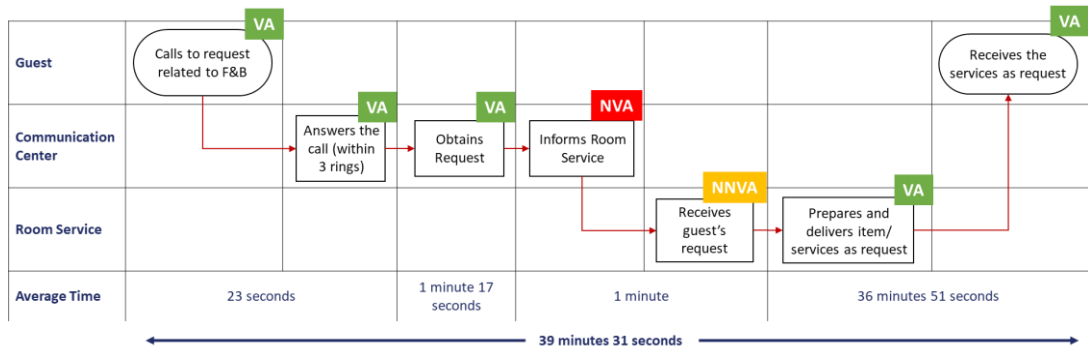 VA
VA
Guest
Calls to request
related to F&B
Receives the
services as request
VA
VA
NVA
Communication
Center
Answers the
call (within
3 rings)
Obtains
Request
Informs Room
Service
NNVA
VA
Room Service
Receives
guest's
request
Prepares and
delivers item/
services as request
Average Time
23 seconds
1 minute 17
seconds
1 minute
36 minutes 51 seconds
39 minutes 31 seconds